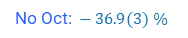 No Oct: − 36.9(3) %